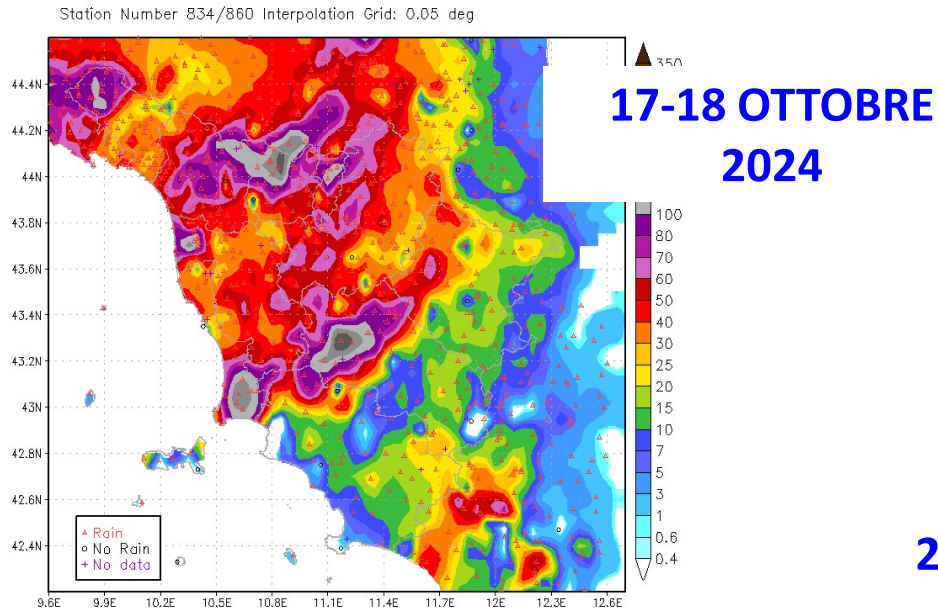 Station Number 834/860 Interpolation Grid: 0.05 deg
44.4N
44.2N
44N
43.8N
43.6N
43.4N
43.2N
43N
42.8N
42.6N
42.4N
9.6E 9.9E 10.2E 10.5E 10.8E 11.1E 11.4E 11.7E 12E 12.3E 12.6E
Rain
No Rain
No data
350
17-18 OTTOBRE
2024
100
80
70
60
50
40
30
25
20
15
10
7
5
3
1
0.6
0.4
2